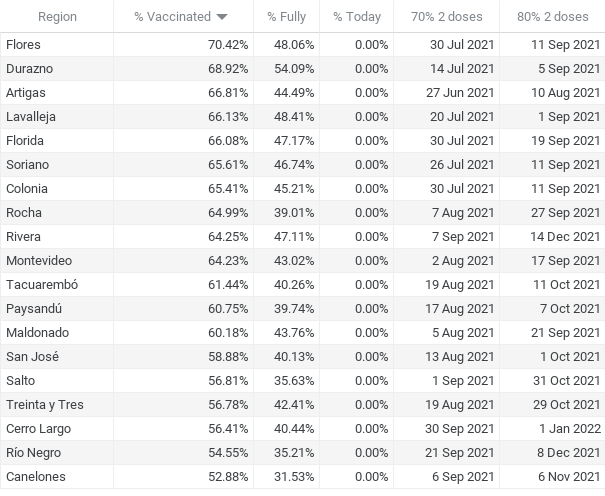 Region % Vaccinated % Fully % Today 70% 2 doses 80% 2 doses
Flores 70.42% 48.06% 0.00% 30 Jul 2021 11 Sep 2021
Durazno 68.92% 54.09% 0.00% 14 Jul 2021 5 Sep 2021
Artigas 66.81% 44.49% 0.00% 27 Jun 2021 10 Aug 2021
Lavalleja 66.13% 48.41% 0.00% 20 Jul 2021 1 Sep 2021
Florida 66.08% 47.17% 0.00% 30 Jul 2021 19 Sep 2021
Soriano 65.61% 46.74% 0.00% 26 Jul 2021 11 Sep 2021
Colonia 65.41% 45.21% 0.00% 30 Jul 2021 11 Sep 2021
Rocha 64.99% 39.01% 0.00% 7 Aug 2021 27 Sep 2021
Rivera 64.25% 47.11% 0.00% 7 Sep 2021 14 Dec 2021
Montevideo 64.23% 43.02% 0.00% 2 Aug 2021 17 Sep 2021
Tacuarembó 61.44% 40.26% 0.00% 19 Aug 2021 11 Oct 2021
Paysandú 60.75% 39.74% 0.00% 17 Aug 2021 7 Oct 2021
Maldonado 60.18% 43.76% 0.00% 5 Aug 2021 21 Sep 2021
San José 58.88% 40.13% 0.00% 13 Aug 2021 1 Oct 2021
Salto 56.81% 35.63% 0.00% 1 Sep 2021 31 Oct 2021
Treinta y Tres 56.78% 42.41% 0.00% 19 Aug 2021 29 Oct 2021
Cerro Largo 56.41% 40.44% 0.00% 30 Sep 2021 1 Jan 2022
Río Negro 54.55% 35.21% 0.00% 21 Sep 2021 8 Dec 2021
Canelones 52.88% 31.53% 0.00% 6 Sep 2021 6 Nov 2021